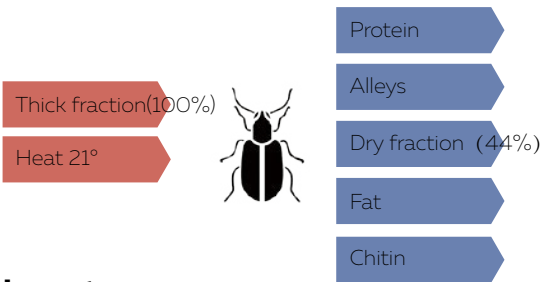 Thick fraction(100%)
Heat 21°
Protein
Alleys
Dry fraction (44%)
Fat
Chitin